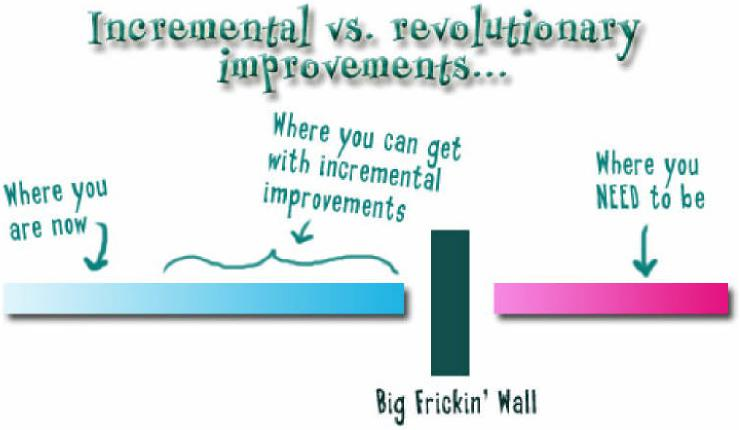 Incremental vs. revolutionary
improvements...
Where you can get
with incremental
improvements
Where you
are now
Where you
NEED to be
Big Frickin' Wall